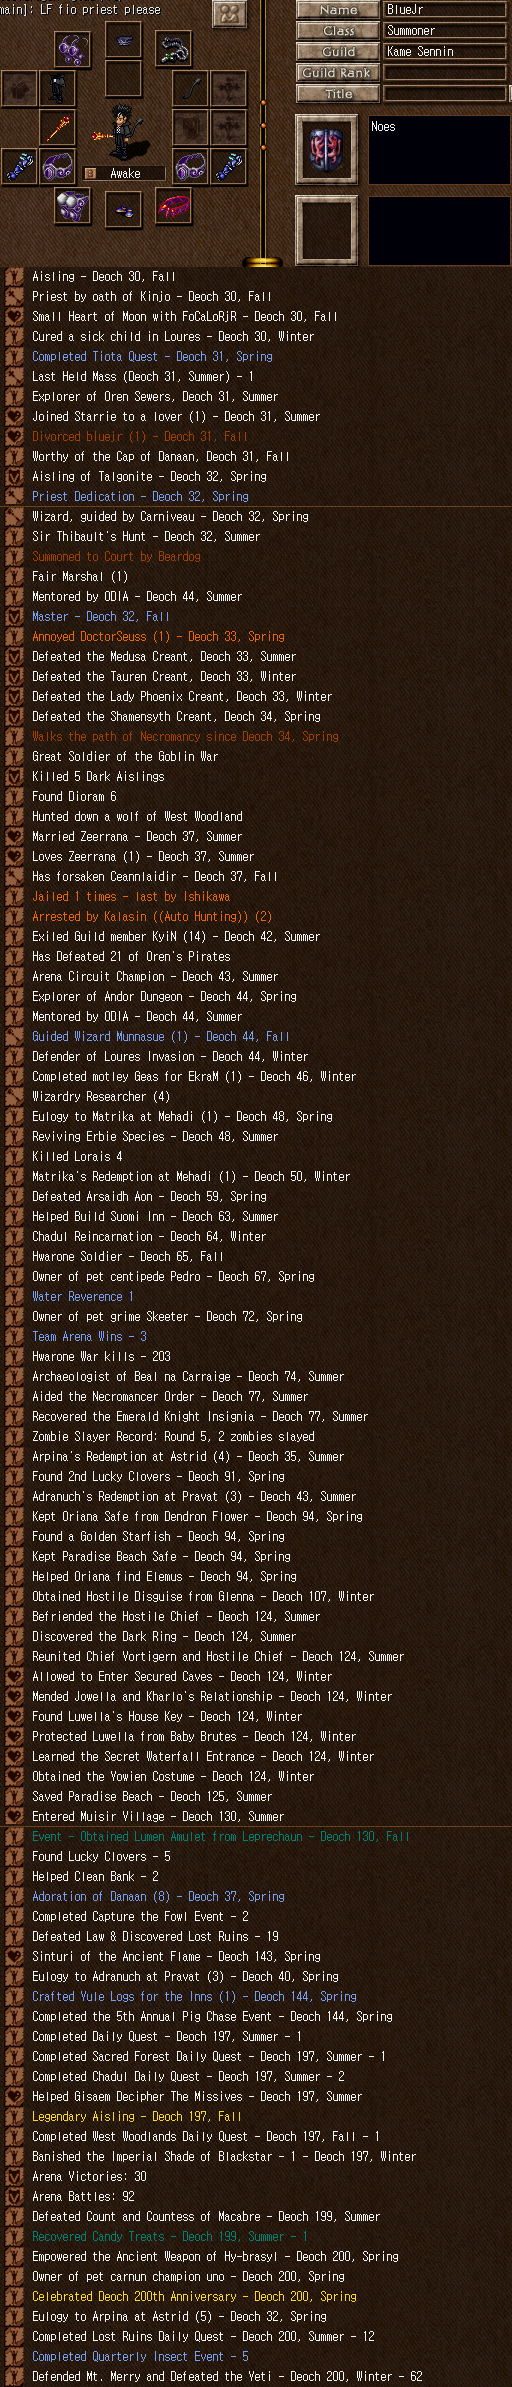 main]: LF fio priest please
Name BlueJr
Class Summoner
Guild Kame Sennin
Guild Rank
Title
Noes
Awake
Aisling - Deoch 30, Fall
Priest by oath of Kinjo - Deoch 30, Fall
Small Heart of Moon with FoCaLoRjR - Deoch 30, Fall
Cured a sick child in Loures - Deoch 30, Winter
Completed Tiota Quest - Deoch 31, Spring
Last Held Mass (Deoch 31, Summer) - 1
Explorer of Oren Sewers, Deoch 31, Summer
Joined Starrie to a lover (1) - Deoch 31, Summer
Divorced bluejr (1) - Deoch 31, Fall
Worthy of the Cap of Danaan, Deoch 31, Fall
Aisling of Talgonite - Deoch 32, Spring
Priest Dedication - Deoch 32, Spring
Wizard, guided by Carniveau - Deoch 32, Spring
Sir Thibault's Hunt - Deoch 32, Summer
Summoned to Court by Beardog
Fair Marshal (1)
Mentored by ODIA - Deoch 44, Summer
Master - Deoch 32, Fall
Annoyed DoctorSeuss (1) - Deoch 33, Spring
Defeated the Medusa Creant, Deoch 33, Summer
Defeated the Tauren Creant, Deoch 33, Winter
Defeated the Lady Phoenix Creant, Deoch 33, Winter
Defeated the Shamensyth Creant, Deoch 34, Spring
Walks the path of Necromancy since Deoch 34, Spring
Great Soldier of the Goblin War
Killed 5 Dark Aislings
Found Dioram 6
Hunted down a wolf of West Woodland
Married Zeerrana - Deoch 37, Summer
Loves Zeerrana (1) - Deoch 37, Summer
Has forsaken Ceannlaidir - Deoch 37, Fall
Jailed 1 times - last by Ishikawa
Arrested by Kalasin ((Auto Hunting)) (2)
Exiled Guild member KyiN (14) - Deoch 42, Summer
Has Defeated 21 of Oren's Pirates
Arena Circuit Champion - Deoch 43, Summer
Explorer of Andor Dungeon - Deoch 44, Spring
Mentored by ODIA - Deoch 44, Summer
Guided Wizard Munnasue (1) - Deoch 44, Fall
Defender of Loures Invasion - Deoch 44, Winter
Completed motley Geas for EkraM (1) - Deoch 46, Winter
Wizardry Researcher (4)
Eulogy to Matrika at Mehadi (1) - Deoch 48, Spring
Reviving Erbie Species - Deoch 48, Summer
Killed Lorais 4
Matrika's Redemption at Mehadi (1) - Deoch 50, Winter
Defeated Arsaidh Aon - Deoch 59, Spring
Helped Build Suomi Inn - Deoch 63, Summer
Chadul Reincarnation - Deoch 64, Winter
Hwarone Soldier - Deoch 65, Fall
Owner of pet centipede Pedro - Deoch 67, Spring
Water Reverence 1
Owner of pet grime Skeeter - Deoch 72, Spring
Team Arena Wins - 3
Hwarone War kills - 203
Archaeologist of Beal na Carraige - Deoch 74, Summer
Aided the Necromancer Order - Deoch 77, Summer
Recovered the Emerald Knight Insignia - Deoch 77, Summer
Zombie Slayer Record: Round 5, 2 zombies slayed
Arpina's Redemption at Astrid (4) - Deoch 35, Summer
Found 2nd Lucky Clovers - Deoch 91, Spring
Adranuch's Redemption at Pravat (3) - Deoch 43, Summer
Kept Oriana Safe from Dendron Flower - Deoch 94, Spring
Found a Golden Starfish - Deoch 94, Spring
Kept Paradise Beach Safe - Deoch 94, Spring
Helped Oriana find Elemus - Deoch 94, Spring
Obtained Hostile Disguise from Glenna - Deoch 107, Winter
Befriended the Hostile Chief - Deoch 124, Summer
Discovered the Dark Ring - Deoch 124, Summer
Reunited Chief Vortigern and Hostile Chief - Deoch 124, Summer
Allowed to Enter Secured Caves - Deoch 124, Winter
Mended Jowella and Kharlo's Relationship - Deoch 124, Winter
Found Luwella's House Key - Deoch 124, Winter
Protected Luwella from Baby Brutes - Deoch 124, Winter
Learned the Secret Waterfall Entrance - Deoch 124, Winter
Obtained the Yowien Costume - Deoch 124, Winter
Saved Paradise Beach - Deoch 125, Summer
Entered Muisir Village - Deoch 130, Summer
Event - Obtained Lumen Amulet from Leprechaun - Deoch 130, Fall
Found Lucky Clovers - 5
Helped Clean Bank - 2
Adoration of Danaan (8) - Deoch 37, Spring
Completed Capture the Fowl Event - 2
Defeated Law & Discovered Lost Ruins - 19
Sinturi of the Ancient Flame - Deoch 143, Spring
Eulogy to Adranuch at Pravat (3) - Deoch 40, Spring
Crafted Yule Logs for the Inns (1) - Deoch 144, Spring
Completed the 5th Annual Pig Chase Event - Deoch 144, Spring
Completed Daily Quest - Deoch 197, Summer - 1
Completed Sacred Forest Daily Quest - Deoch 197, Summer - 1
Completed Chadul Daily Quest - Deoch 197, Summer - 2
Helped Gisaem Decipher The Missives - Deoch 197, Summer
Legendary Aisling - Deoch 197, Fall
Completed West Woodlands Daily Quest - Deoch 197, Fall - 1
Banished the Imperial Shade of Blackstar - 1 - Deoch 197, Winter
Arena Victories: 30
Arena Battles: 92
Defeated Count and Countess of Macabre - Deoch 199, Summer
Recovered Candy Treats - Deoch 199, Summer - 1
Empowered the Ancient Weapon of Hy-brasyl - Deoch 200, Spring
Owner of pet carnun champion uno - Deoch 200, Spring
Celebrated Deoch 200th Anniversary - Deoch 200, Spring
Eulogy to Arpina at Astrid (5) - Deoch 32, Spring
Completed Lost Ruins Daily Quest - Deoch 200, Summer - 12
Completed Quarterly Insect Event - 5
Defended Mt. Merry and Defeated the Yeti - Deoch 200, Winter - 62